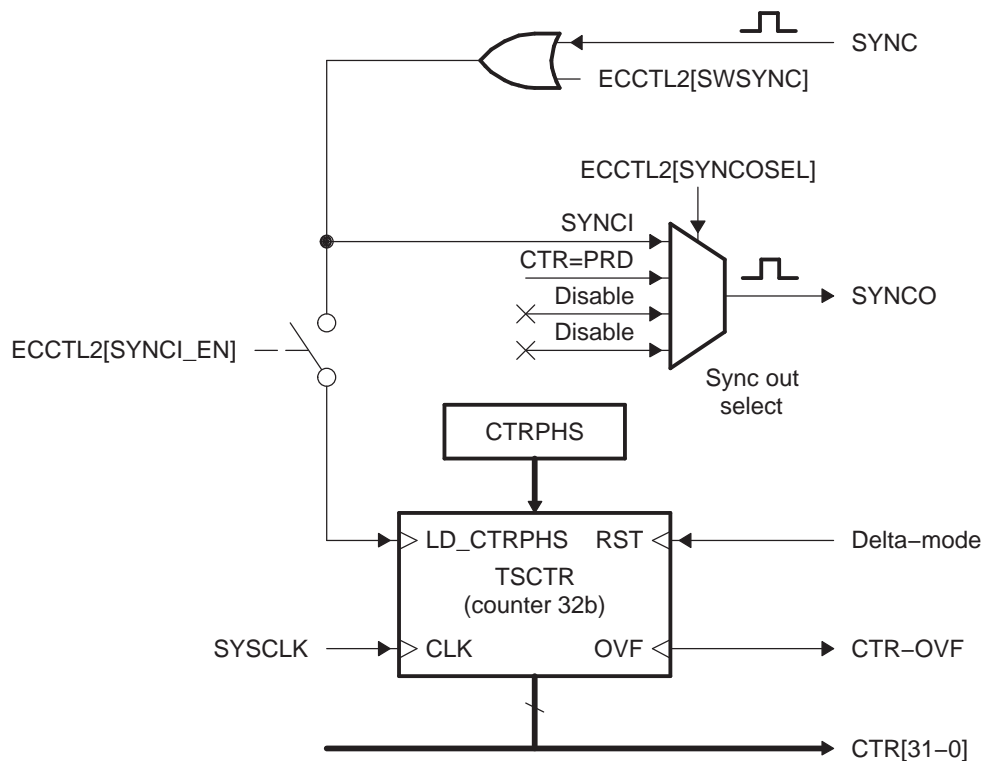 SYNC
ECCTL2[SWSYNC]
ECCTL2[SYNCOSEL]
SYNCI
CTR=PRD
Disable
Disable
SYNCO
Sync out
select
ECCTL2[SYNCI_EN]
CTRPHS
LD_CTRPHS
RST
Delta−mode
TSCTR
(counter 32b)
SYSCLK
CLK
OVF
CTR−OVF
CTR[31−0]